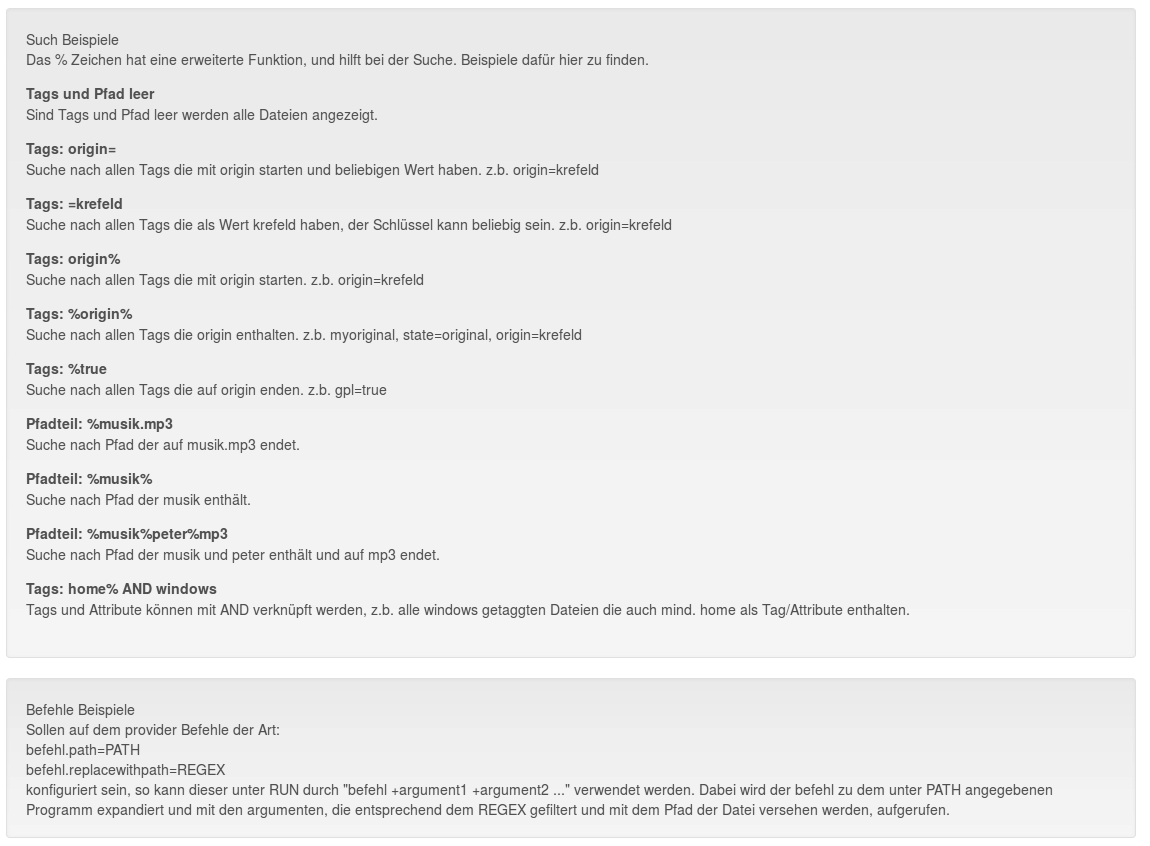 Such Beispiele
Das % Zeichen hat eine erweiterte Funktion, und hilft bei der Suche. Beispiele dafür hier zu finden.
Tags und Pfad leer
Sind Tags und Pfad leer werden alle Dateien angezeigt.
Tags: origin=
Suche nach allen Tags die mit origin starten und beliebigen Wert haben. z.b. origin=krefeld
Tags: =krefeld
Suche nach allen Tags die als Wert krefeld haben, der Schlüssel kann beliebig sein. z.b. origin=krefeld
Tags: origin%
Suche nach allen Tags die mit origin starten. z.b. origin=krefeld
Tags: %origin%
Suche nach allen Tags die origin enthalten. z.b. myoriginal, state=original, origin=krefeld
Tags: %true
Suche nach allen Tags die auf origin enden. z.b. gpl=true
Pfadteil: %musik.mp3
Suche nach Pfad der auf musik.mp3 endet.
Pfadteil: %musik%
Suche nach Pfad der musik enthält.
Pfadteil: %musik%peter%mp3
Suche nach Pfad der musik und peter enthält und auf mp3 endet.
Tags: home% AND windows
Tags und Attribute können mit AND verknüpft werden, z.b. alle windows getaggten Dateien die auch mind. home als Tag/Attribute enthalten.
Befehle Beispiele
Sollen auf dem provider Befehle der Art:
befehl.path=PATH
befehl.replacewithpath=REGEX
konfiguriert sein, so kann dieser unter RUN durch "befehl +argument1 +argument2 ..." verwendet werden. Dabei wird der befehl zu dem unter PATH angegebenen
Programm expandiert und mit den argumenten, die entsprechend dem REGEX gefiltert und mit dem Pfad der Datei versehen werden, aufgerufen.